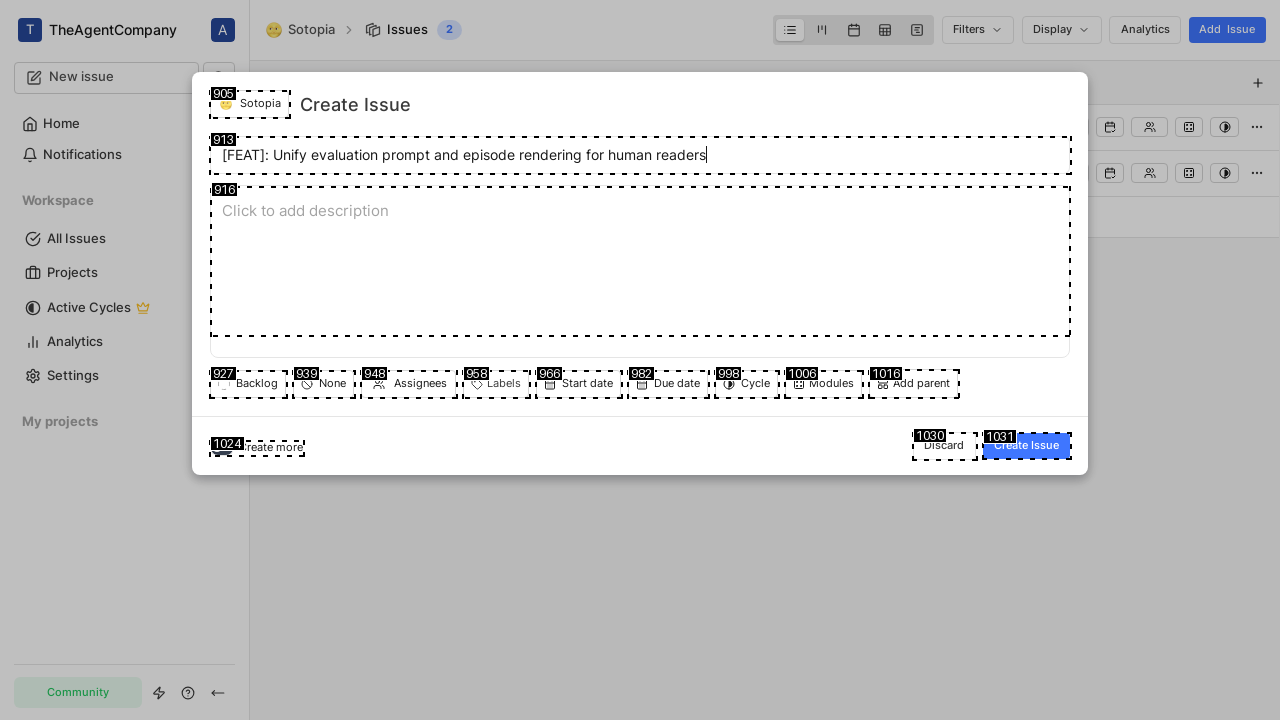 T TheAgentCompany A
Sotopia Issues 2
Filters Display Analytics Add Issue
New issue
Home
Notifications
Workspace
All Issues
Projects
Active Cycles
Analytics
Settings
My projects
Community
905 Sotopia Create Issue
913
[FEAT]: Unify evaluation prompt and episode rendering for human readers
916
Click to add description
927 939 948 958 966 982 998 1006 1016
Backlog None Assignees Labels Start date Due date Cycle Modules Add parent
1024 1030 1031
Create more Discard Create Issue